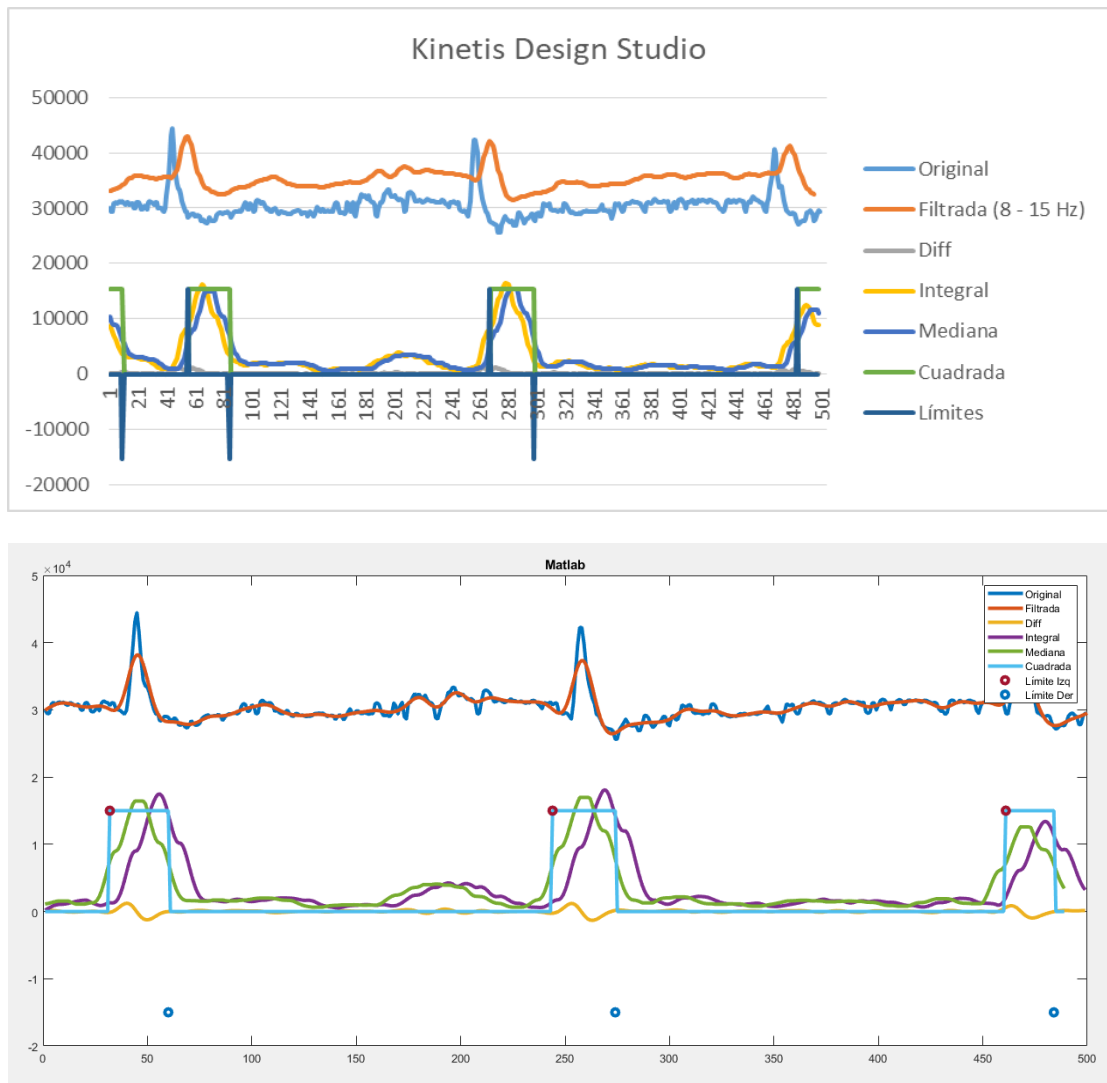 Kinetis Design Studio
50000
40000
30000
20000
10000
0
-10000
-20000
1 21 41 61 81 101 121 141 161 181 201 221 241 261 281 301 321 341 361 381 401 421 441 461 481 501
Original
Filtrada (8 - 15 Hz)
Diff
Integral
Mediana
Cuadrada
Límites
Matlab
× 10⁴
5
4
3
2
1
0
-1
-2
0 50 100 150 200 250 300 350 400 450 500
Original
Filtrada
Diff
Integral
Mediana
Cuadrada
Límite Izq
Límite Der